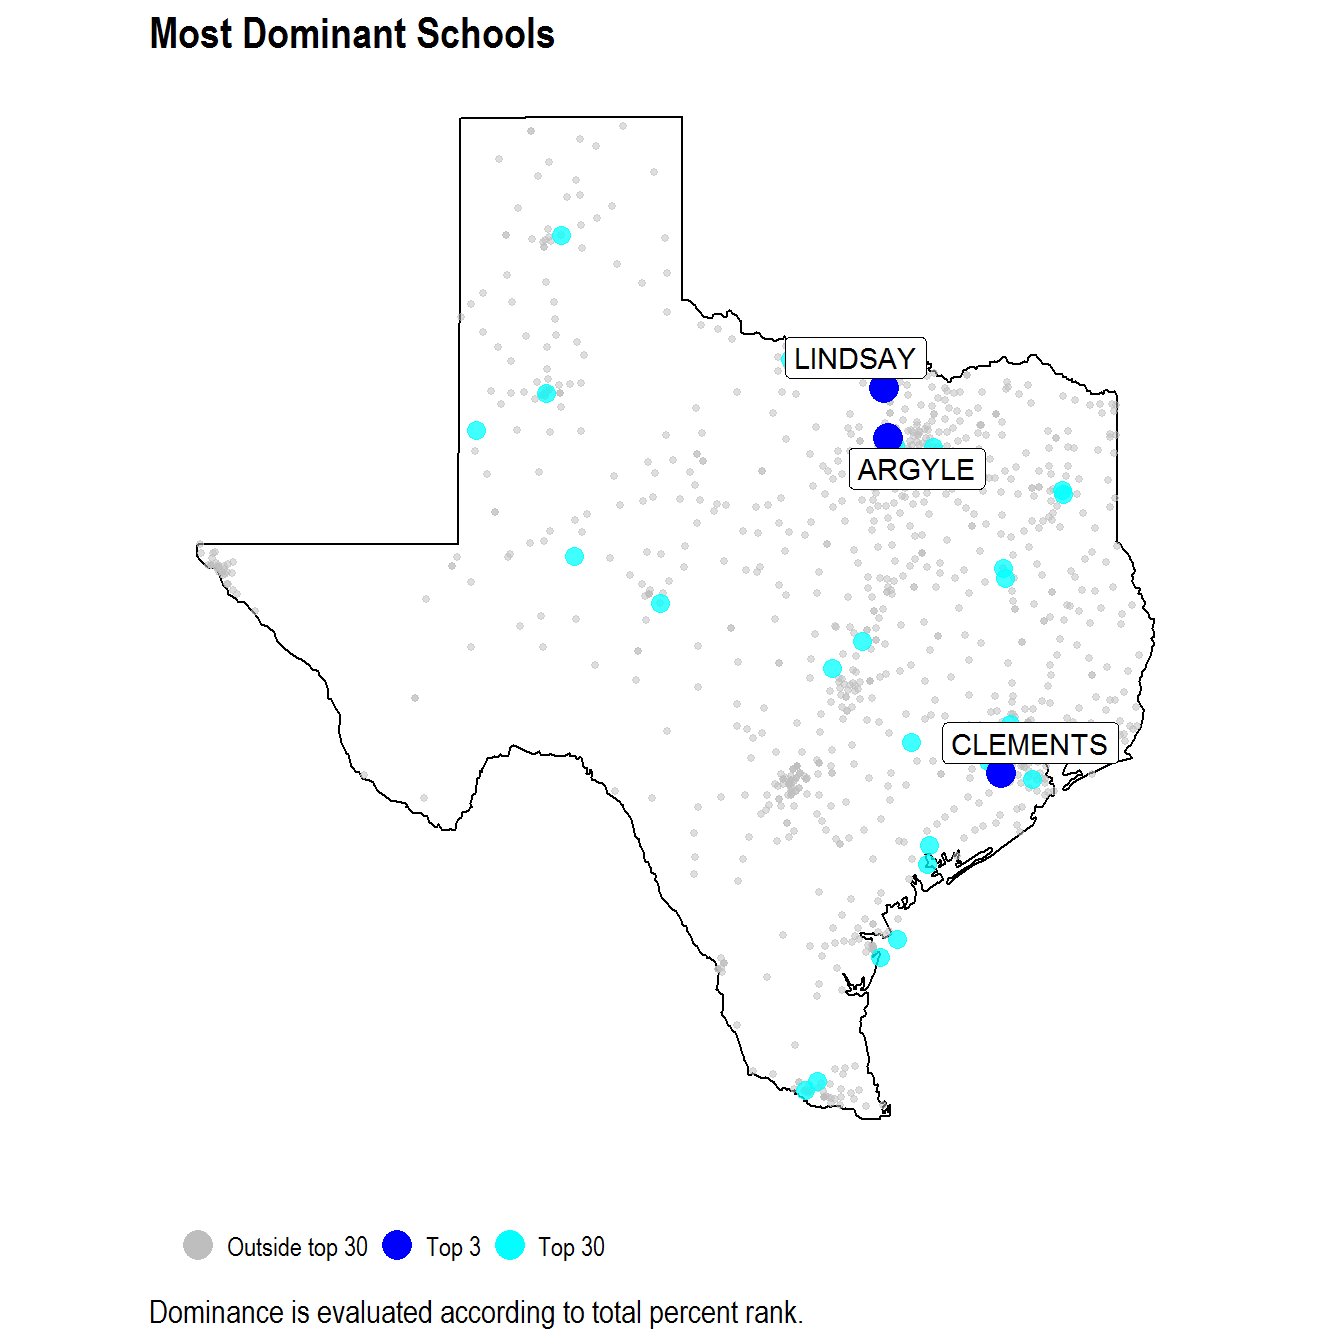 Most Dominant Schools
LINDSAY
ARGYLE
CLEMENTS
Outside top 30 Top 3 Top 30
Dominance is evaluated according to total percent rank.